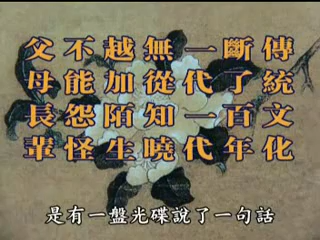 傳統文化
斷了百年
一代一代
無從知曉
越加陌生
不能怨怪
父母長輩
是有一盤光碟說了一句話